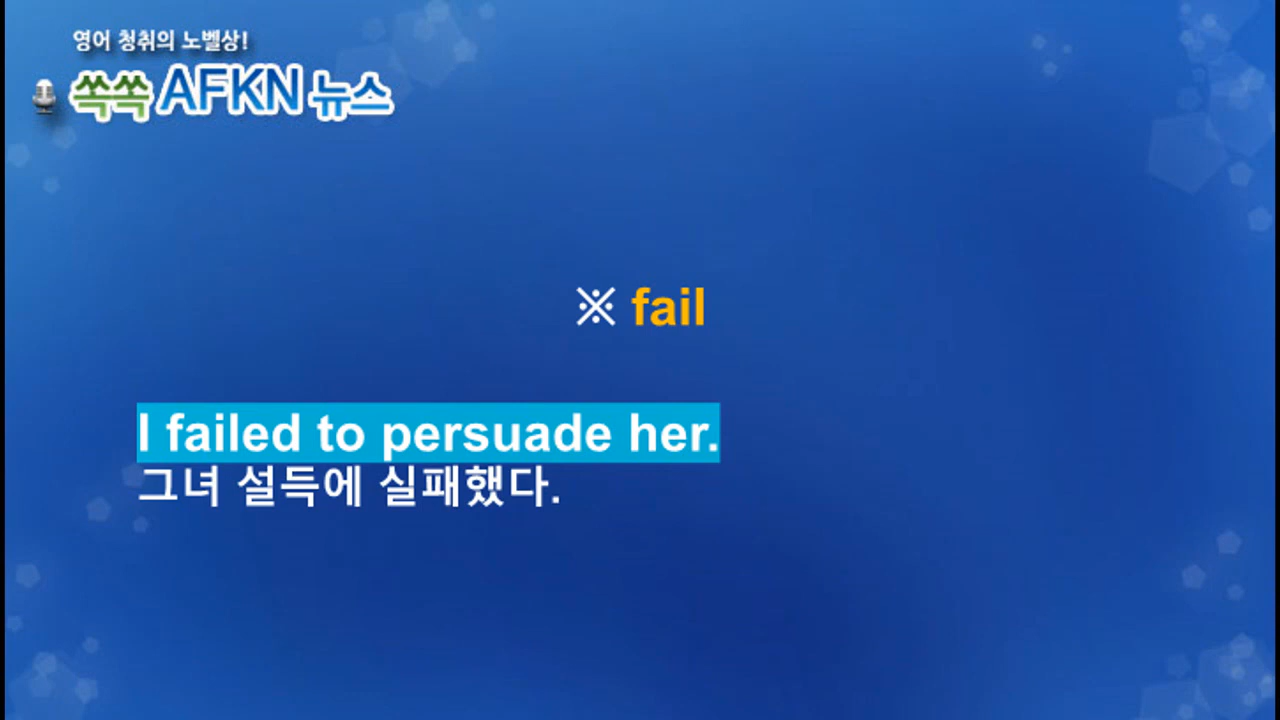 영어 청취의 노벨상!
쏙쏙 AFKN 뉴스
※ fail
I failed to persuade her.
그녀 설득에 실패했다.